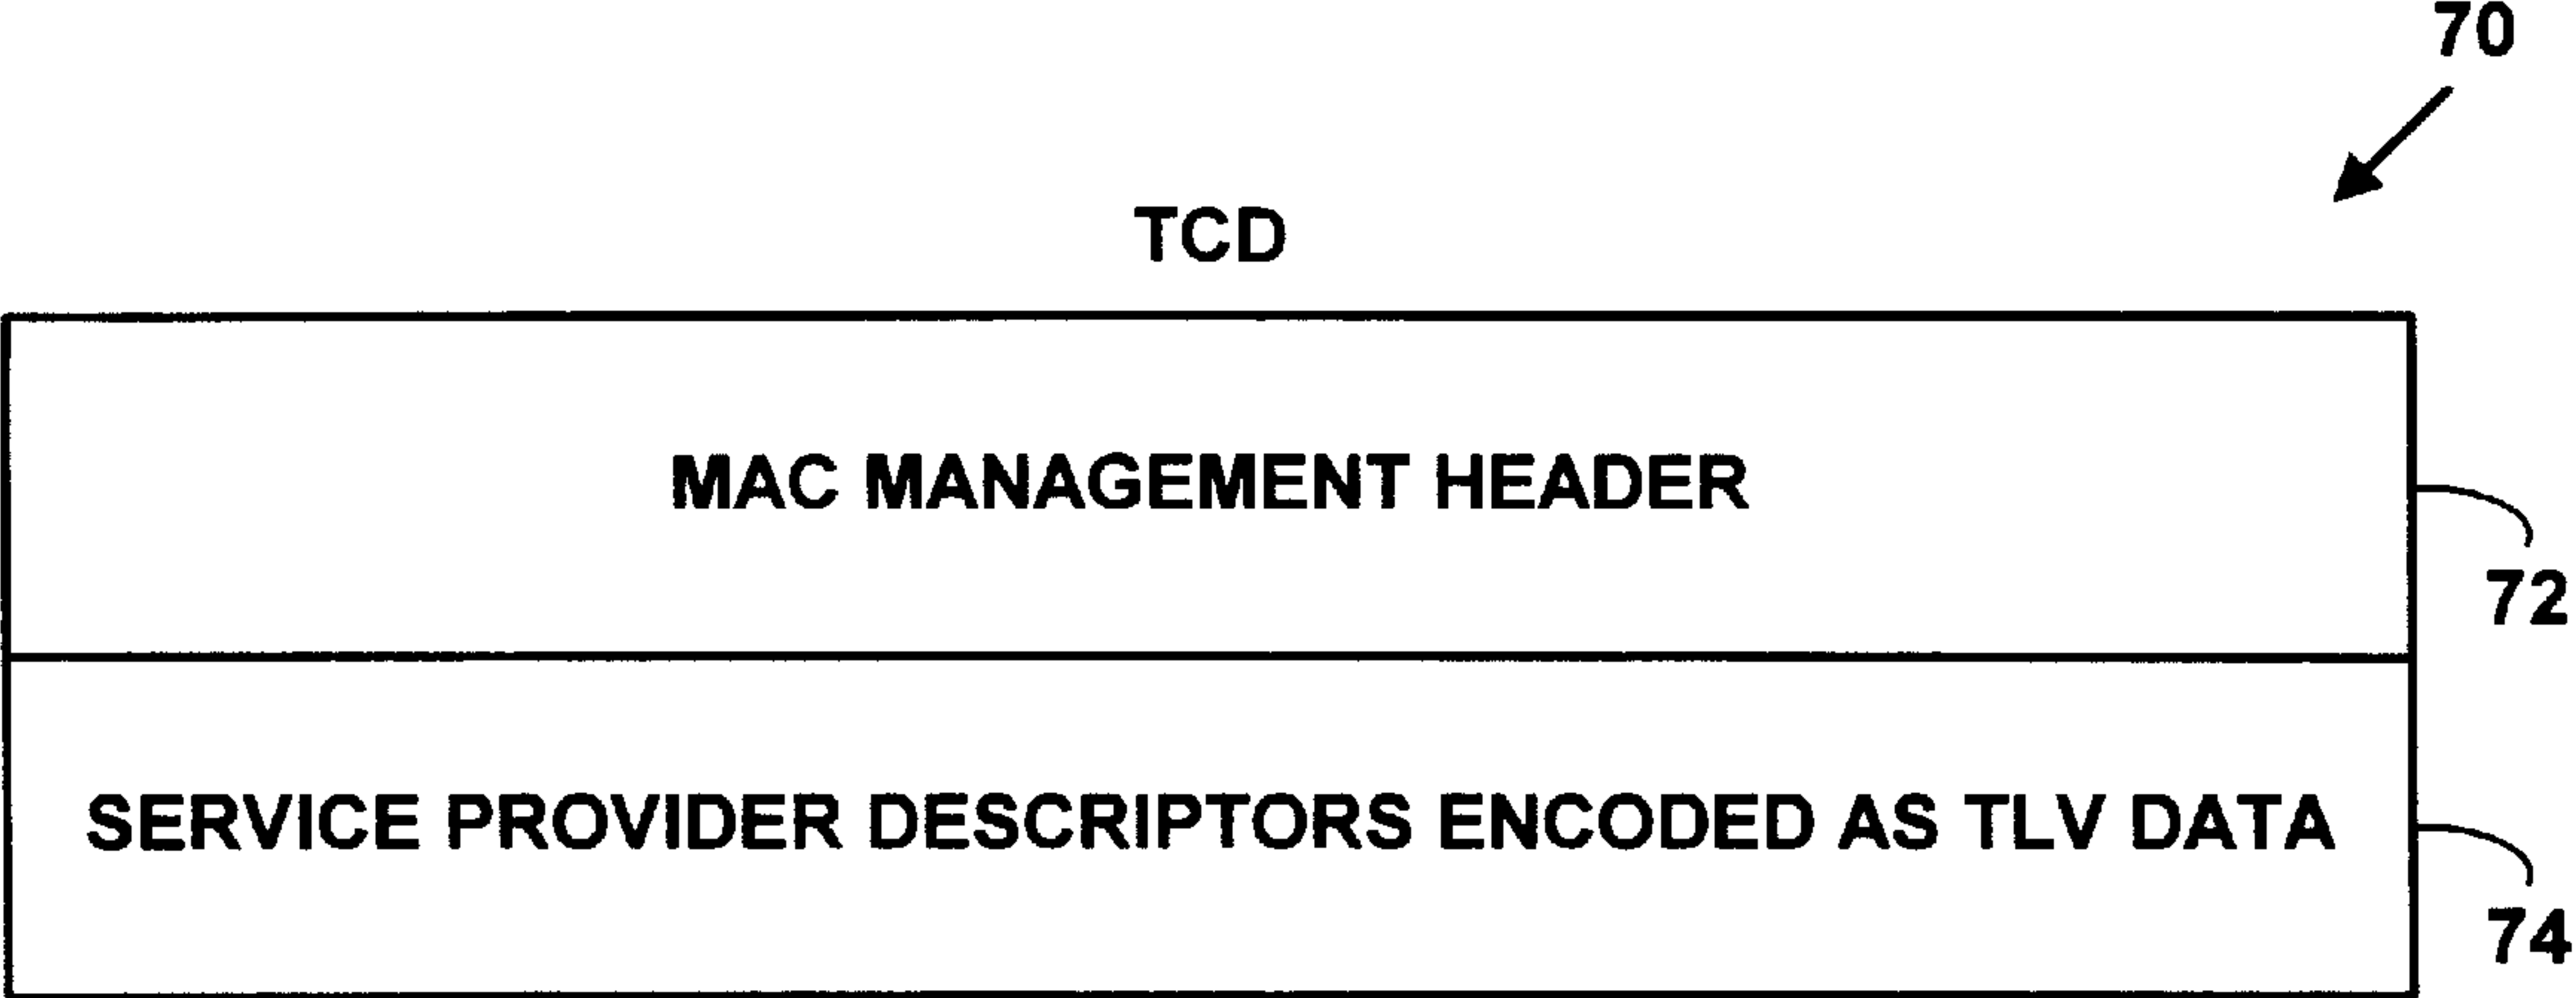 70
TCD
MAC MANAGEMENT HEADER
72
SERVICE PROVIDER DESCRIPTORS ENCODED AS TLV DATA
74